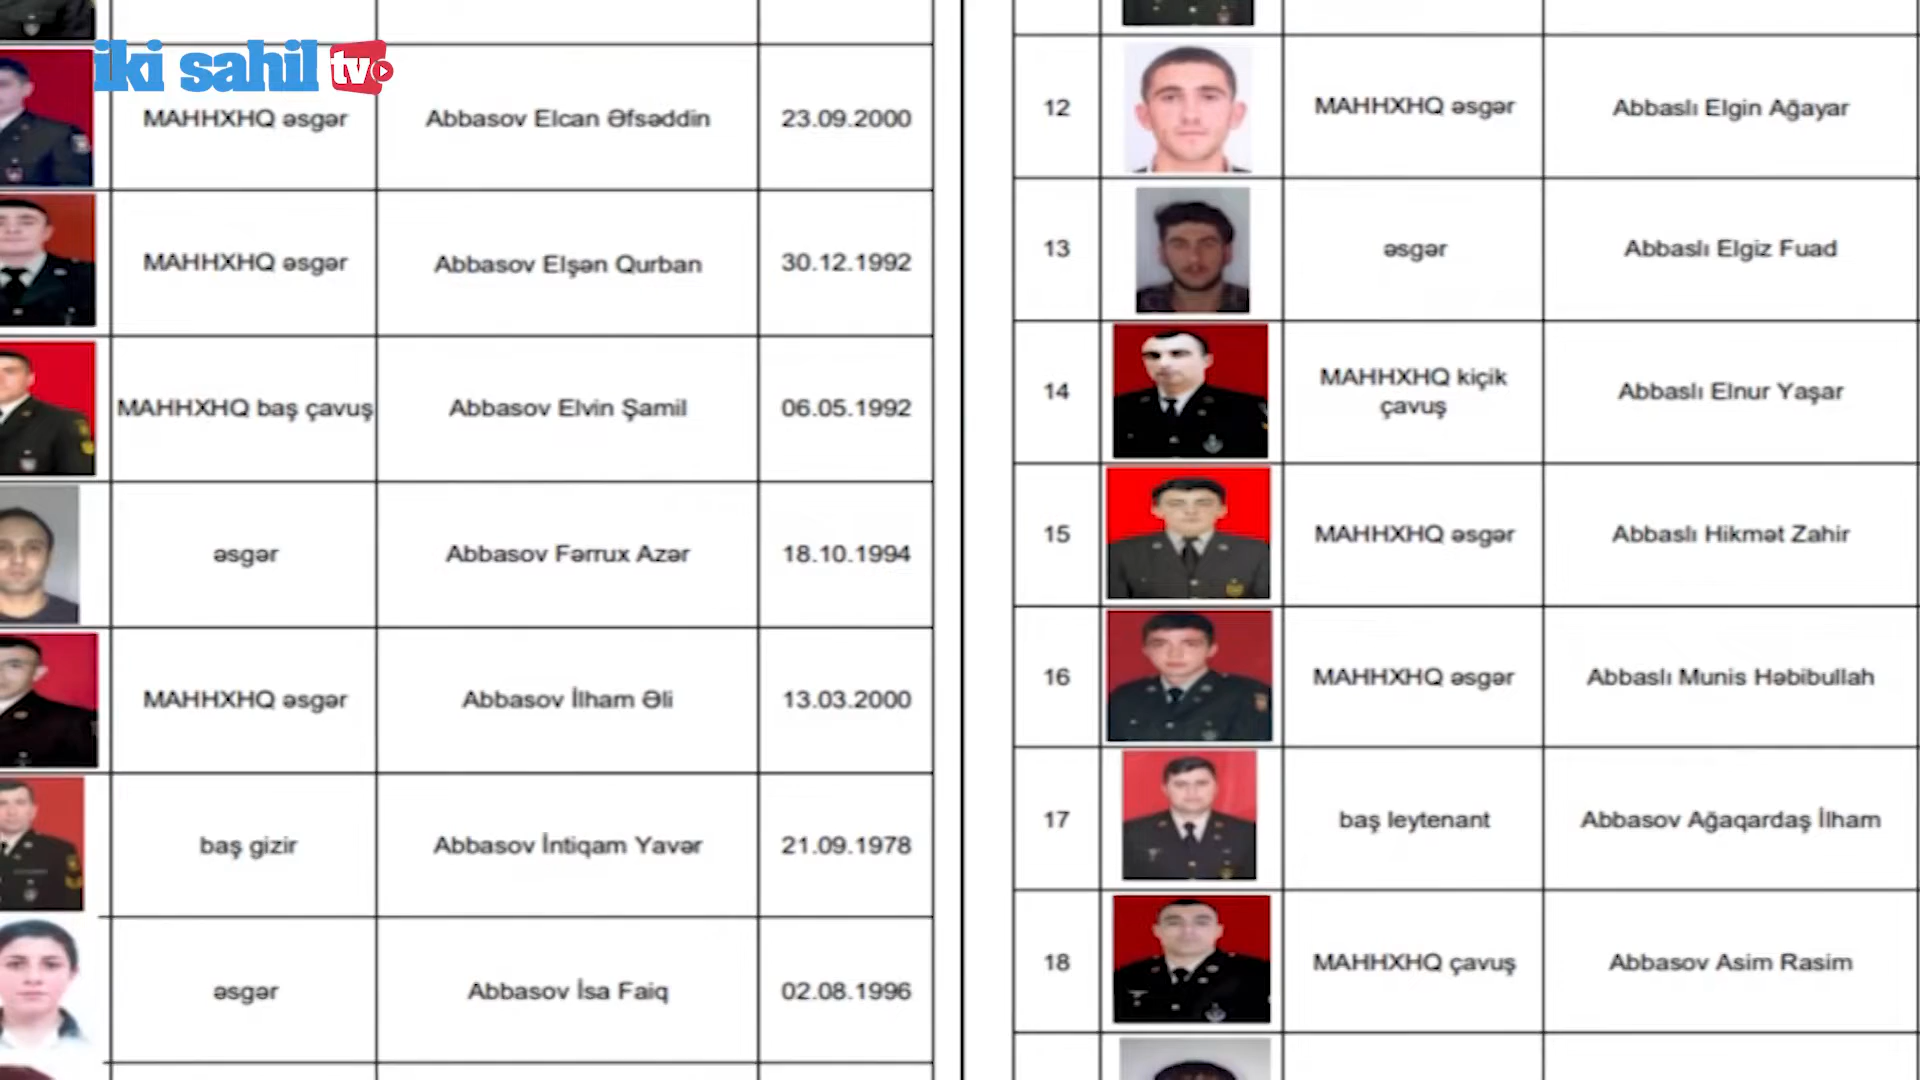 iki sahil tv
MAHHXHQ əsgər Abbasov Elcan Əfsəddin 23.09.2000
MAHHXHQ əsgər Abbasov Elşən Qurban 30.12.1992
MAHHXHQ baş çavuş Abbasov Elvin Şamil 06.05.1992
əsgər Abbasov Fərrux Azər 18.10.1994
MAHHXHQ əsgər Abbasov İlham Əli 13.03.2000
baş gizir Abbasov İntiqam Yavər 21.09.1978
əsgər Abbasov İsa Faiq 02.08.1996
12 MAHHXHQ əsgər Abbaslı Elgin Ağayar
13 əsgər Abbaslı Elgiz Fuad
14 MAHHXHQ kiçik
çavuş Abbaslı Elnur Yaşar
15 MAHHXHQ əsgər Abbaslı Hikmət Zahir
16 MAHHXHQ əsgər Abbaslı Munis Həbibullah
17 baş leytenant Abbasov Ağaqardaş İlham
18 MAHHXHQ çavuş Abbasov Asim Rasim